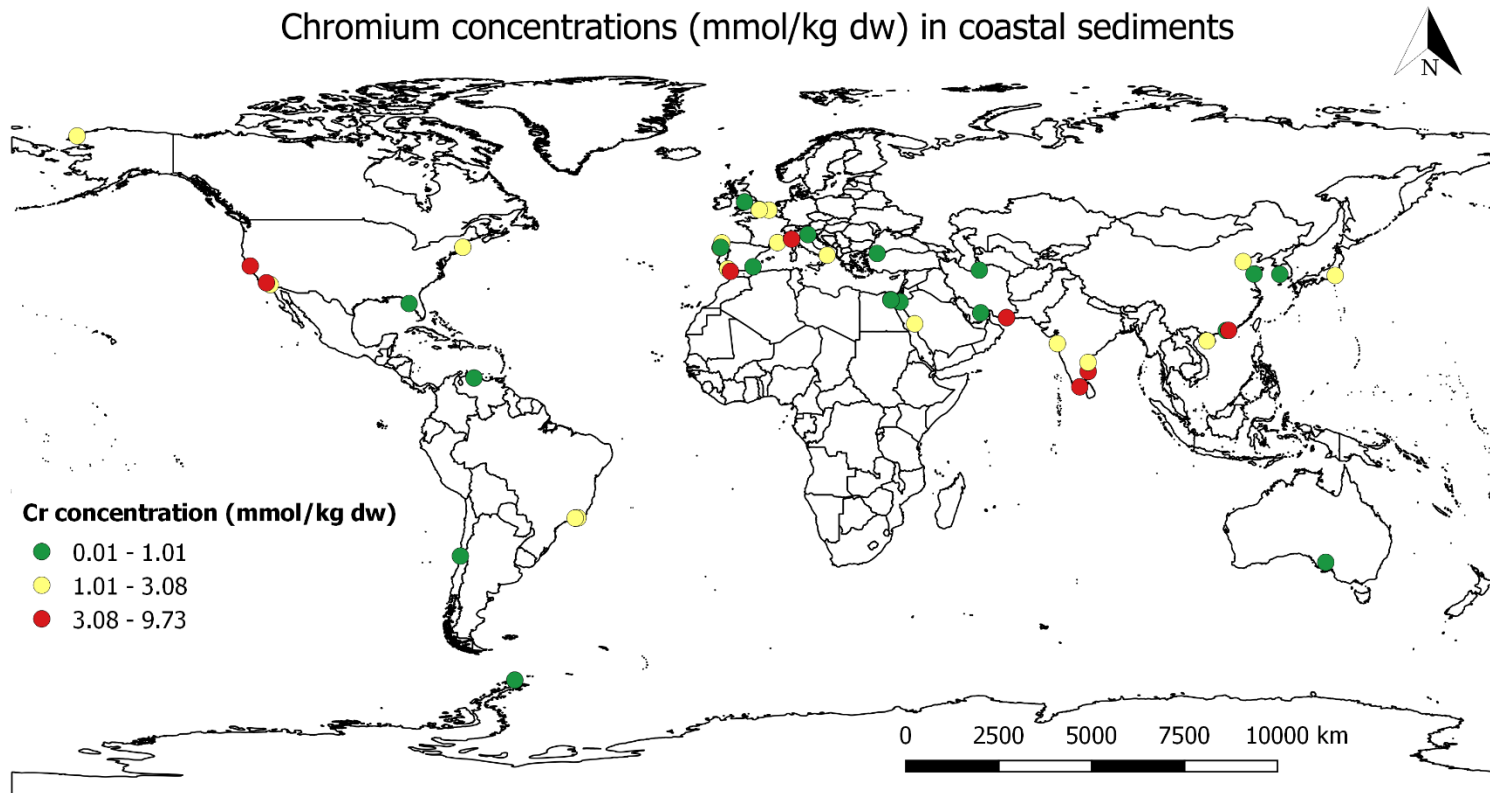 Chromium concentrations (mmol/kg dw) in coastal sediments
N
Cr concentration (mmol/kg dw)
0.01 - 1.01
1.01 - 3.08
3.08 - 9.73
0 2500 5000 7500 10000 km